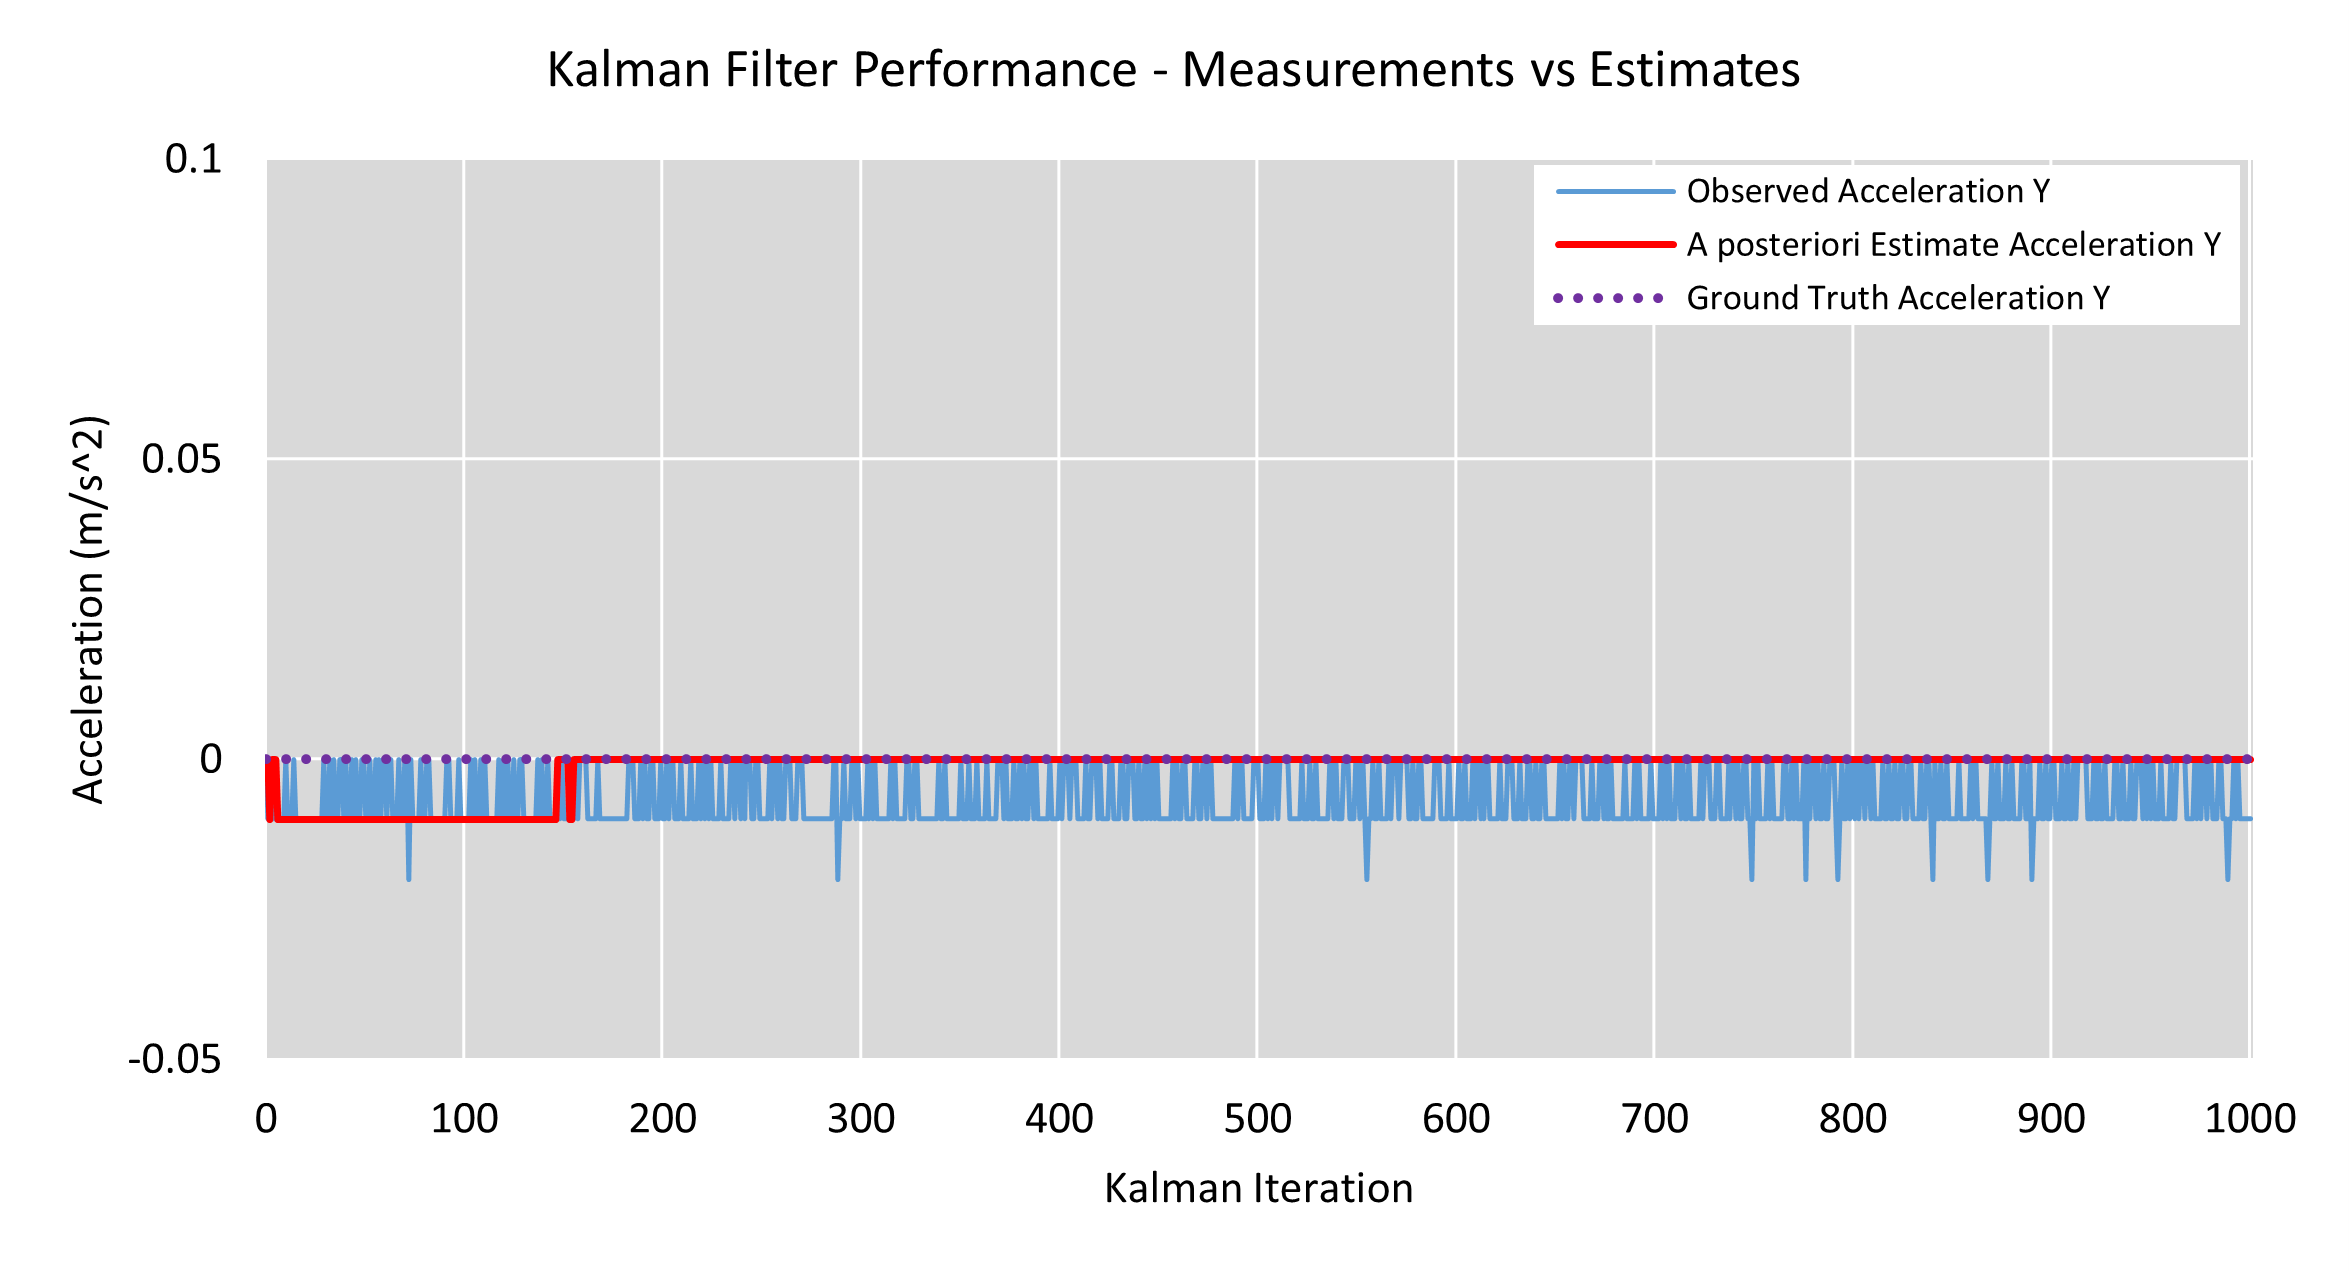 Kalman Filter Performance - Measurements vs Estimates
0.1
0.05
0
-0.05
Acceleration (m/s^2)
Observed Acceleration Y
A posteriori Estimate Acceleration Y
Ground Truth Acceleration Y
0 100 200 300 400 500 600 700 800 900 1000
Kalman Iteration